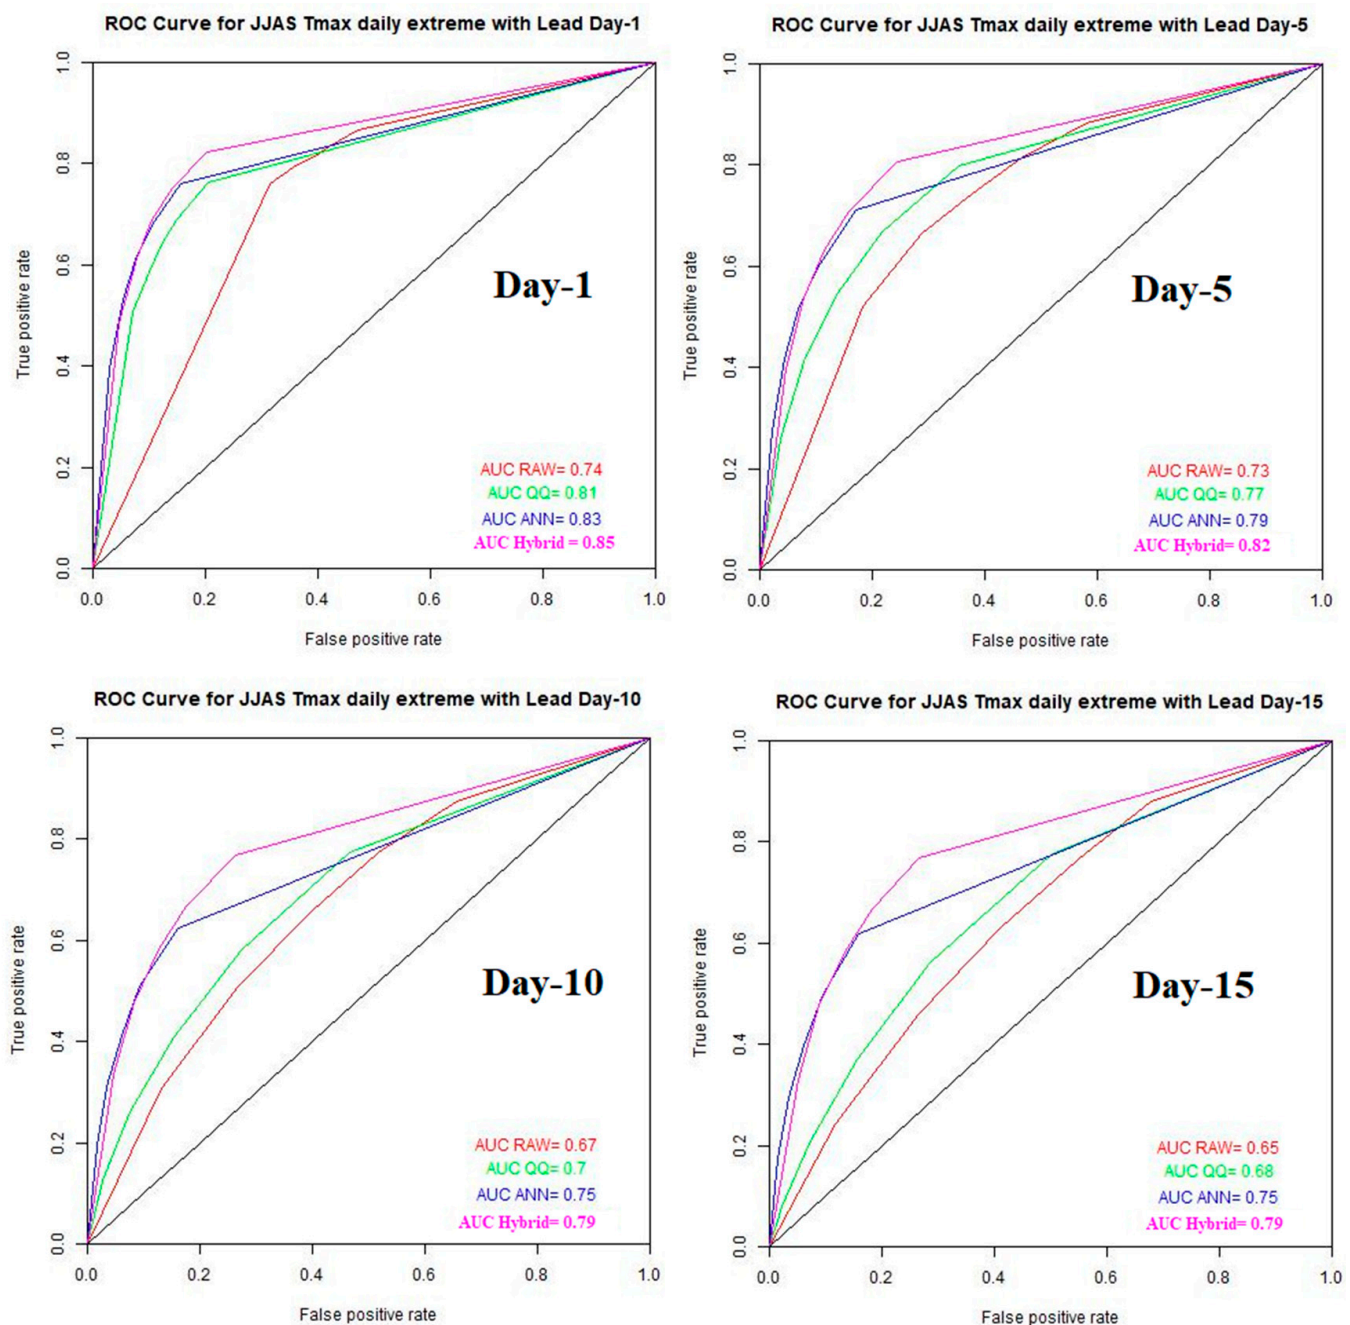 ROC Curve for JJAS Tmax daily extreme with Lead Day-1
True positive rate
1.0
0.8
0.6
0.4
0.2
0.0
Day-1
AUC RAW= 0.74
AUC QQ= 0.81
AUC ANN= 0.83
AUC Hybrid = 0.85
0.0 0.2 0.4 0.6 0.8 1.0
False positive rate
ROC Curve for JJAS Tmax daily extreme with Lead Day-5
True positive rate
1.0
0.8
0.6
0.4
0.2
0.0
Day-5
AUC RAW= 0.73
AUC QQ= 0.77
AUC ANN= 0.79
AUC Hybrid= 0.82
0.0 0.2 0.4 0.6 0.8 1.0
False positive rate
ROC Curve for JJAS Tmax daily extreme with Lead Day-10
True positive rate
1.0
0.8
0.6
0.4
0.2
0.0
Day-10
AUC RAW= 0.67
AUC QQ= 0.7
AUC ANN= 0.75
AUC Hybrid= 0.79
0.0 0.2 0.4 0.6 0.8 1.0
False positive rate
ROC Curve for JJAS Tmax daily extreme with Lead Day-15
True positive rate
1.0
0.8
0.6
0.4
0.2
0.0
Day-15
AUC RAW= 0.65
AUC QQ= 0.68
AUC ANN= 0.75
AUC Hybrid= 0.79
0.0 0.2 0.4 0.6 0.8 1.0
False positive rate